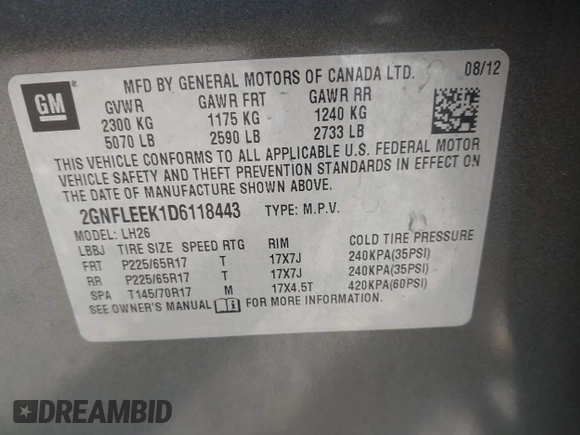 GM
®
MFD BY GENERAL MOTORS OF CANADA LTD. 08/12
GVWR GAWR FRT GAWR RR
2300 KG 1175 KG 1240 KG
5070 LB 2590 LB 2733 LB
THIS VEHICLE CONFORMS TO ALL APPLICABLE U.S. FEDERAL MOTOR
VEHICLE SAFETY AND THEFT PREVENTION STANDARDS IN EFFECT ON
THE DATE OF MANUFACTURE SHOWN ABOVE.
2GNFLEEK1D6118443 TYPE: M.P.V.
MODEL: LH26
LBBJ TIRE SIZE SPEED RTG RIM COLD TIRE PRESSURE
FRT P225/65R17 T 17X7J 240KPA(35PSI)
RR P225/65R17 T 17X7J 240KPA(35PSI)
SPA T145/70R17 M 17X4.5T 420KPA(60PSI)
SEE OWNER'S MANUAL FOR MORE INFORMATION.
DREAMBID